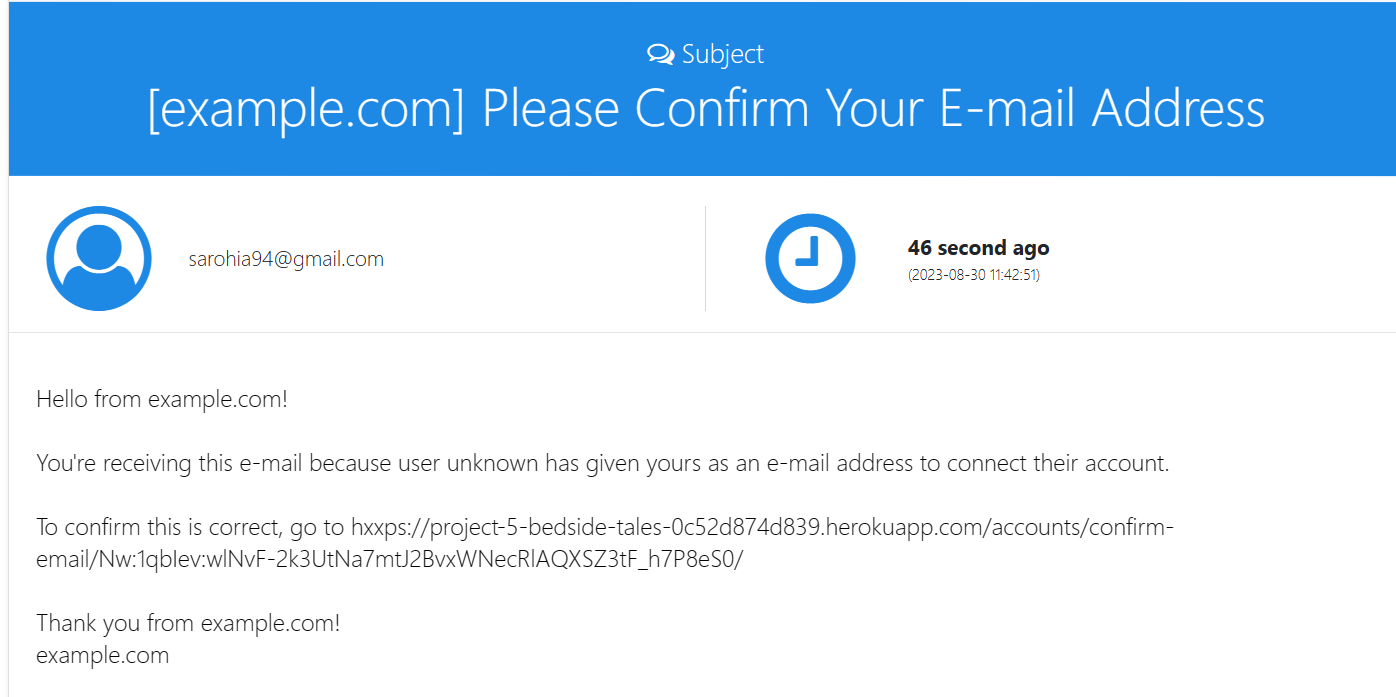 Subject
[example.com] Please Confirm Your E-mail Address
sarohia94@gmail.com
46 second ago
(2023-08-30 11:42:51)
Hello from example.com!
You're receiving this e-mail because user unknown has given yours as an e-mail address to connect their account.
To confirm this is correct, go to hxxps://project-5-bedside-tales-0c52d874d839.herokuapp.com/accounts/confirm-
email/Nw:1qblev:wlNvF-2k3UtNa7mtJ2BvxWNecRlAQXSZ3tF_h7P8eS0/
Thank you from example.com!
example.com